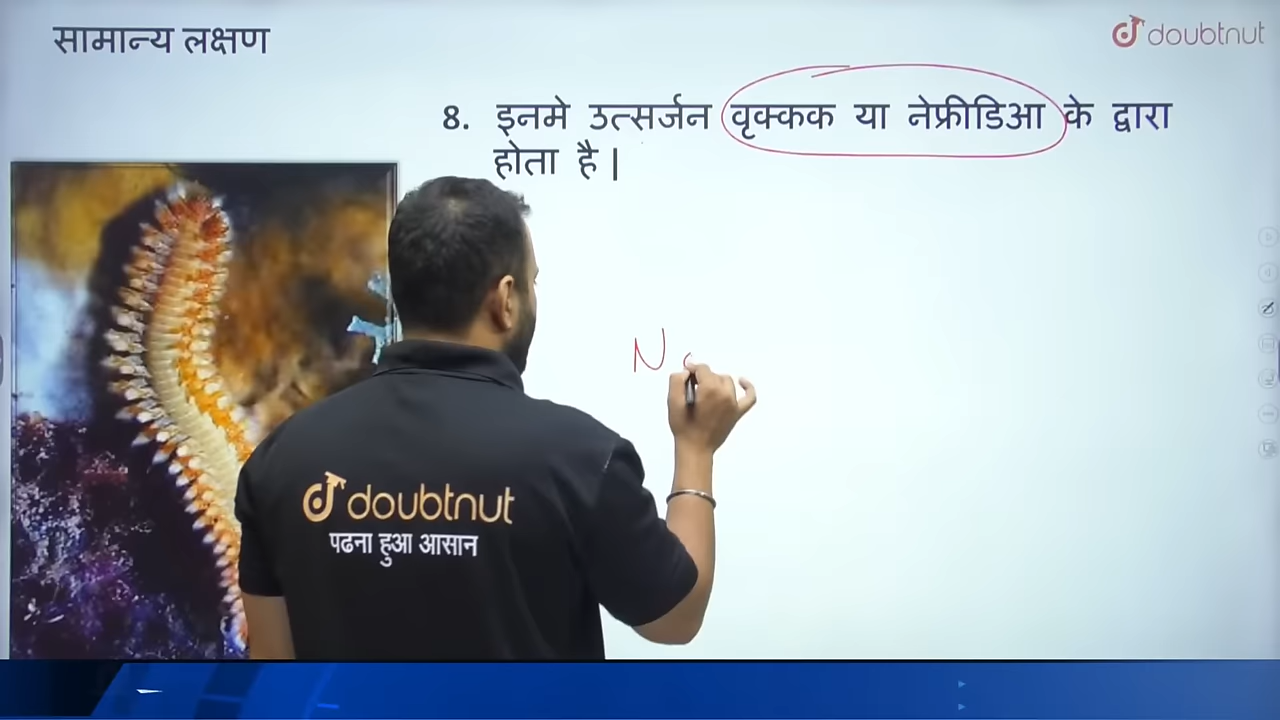 सामान्य लक्षण
doubtnut
8. इनमे उत्सर्जन वृक्कक या नेफ्रीडिआ के द्वारा
होता है |
N
doubtnut
पढना हुआ आसान